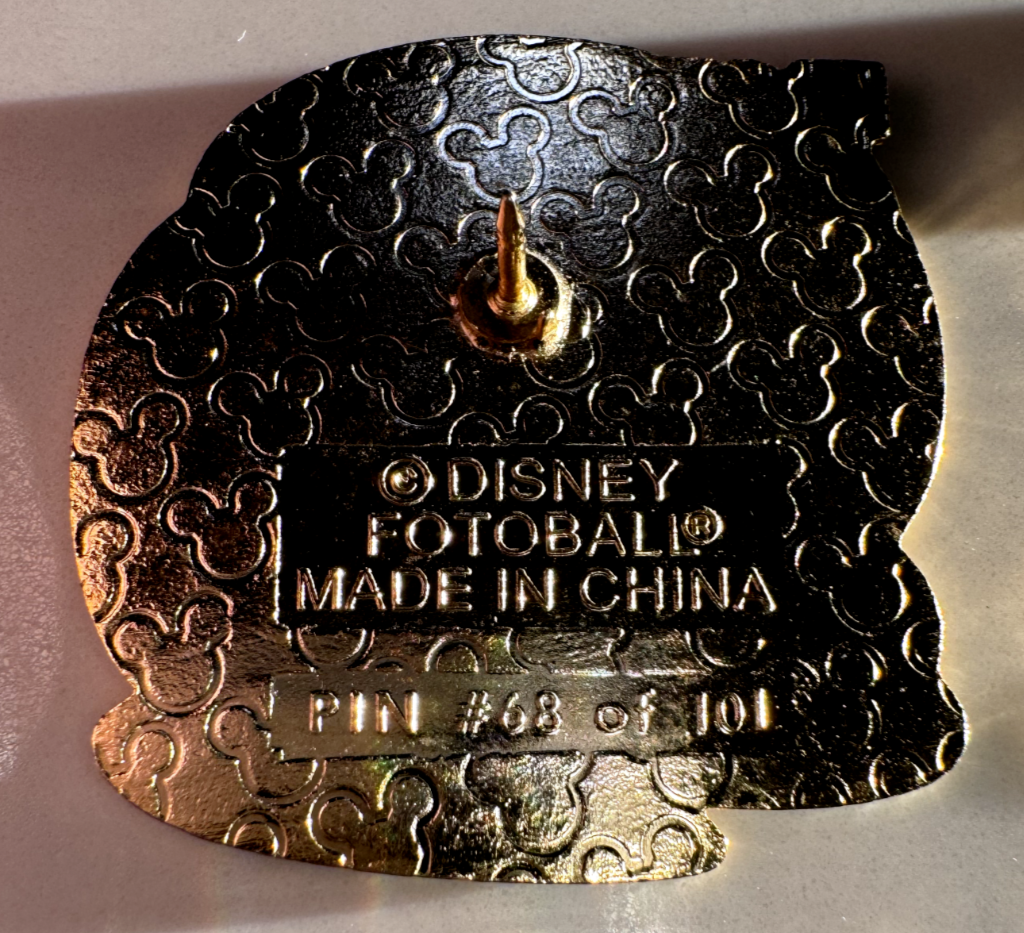 © DISNEY
FOTOBALL®
MADE IN CHINA
PIN #68 of 101